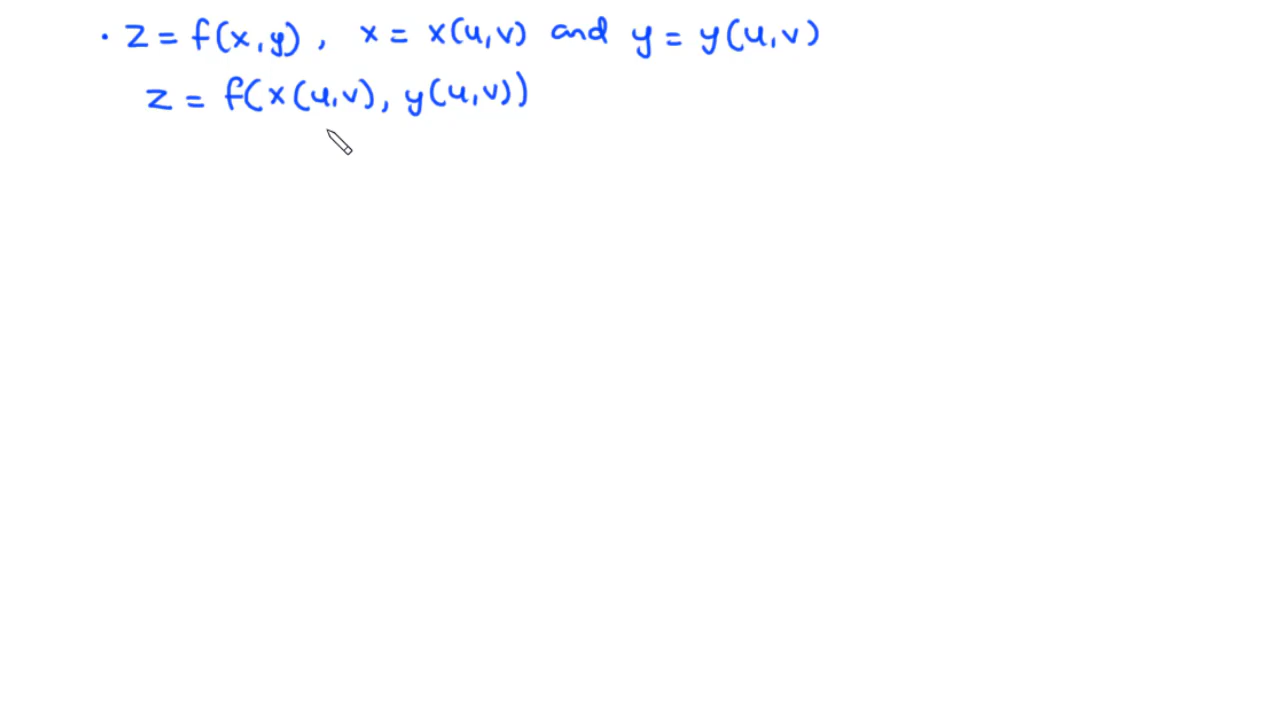 · z = f(x,y), x = x(u,v) and y = y(u,v)
z = f(x(u,v), y(u,v))